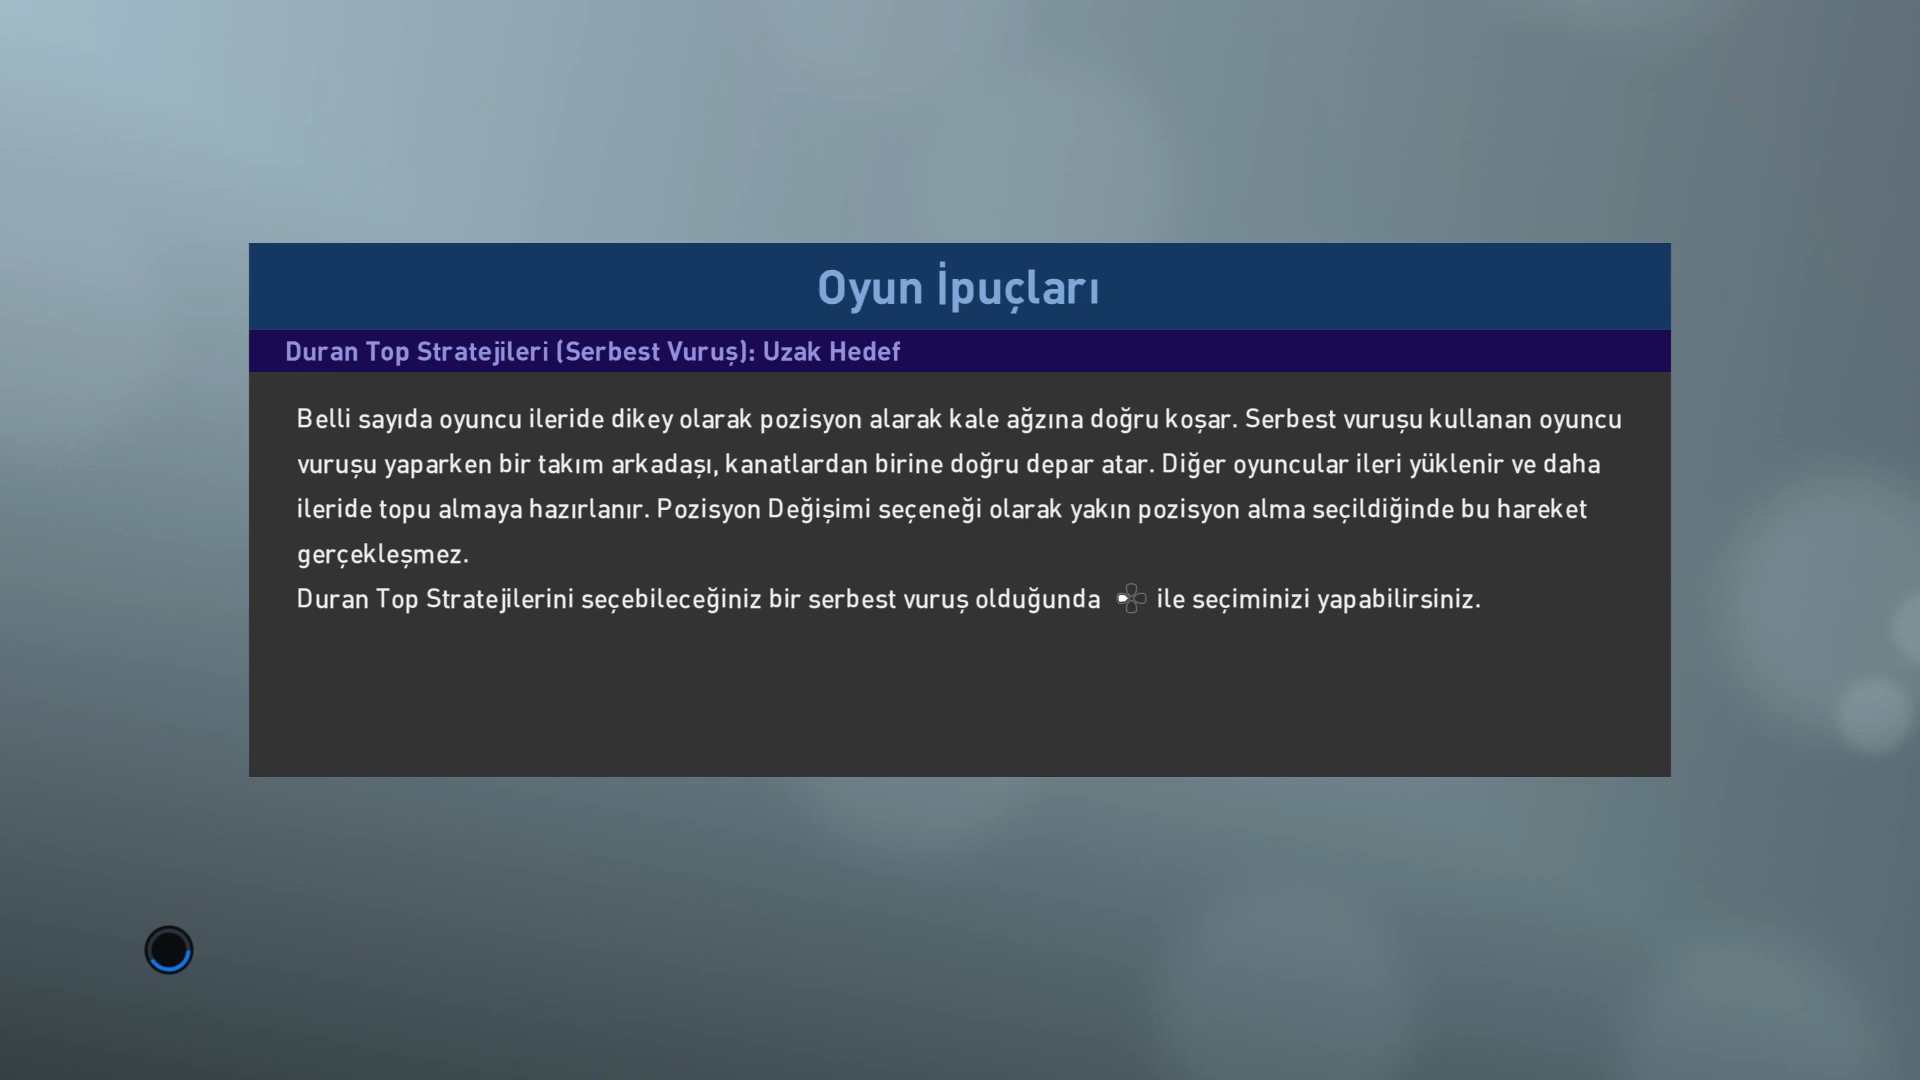 Oyun İpuçları
Duran Top Stratejileri (Serbest Vuruş): Uzak Hedef
Belli sayıda oyuncu ileride dikey olarak pozisyon alarak kale ağzına doğru koşar. Serbest vuruşu kullanan oyuncu
vuruşu yaparken bir takım arkadaşı, kanatlardan birine doğru depar atar. Diğer oyuncular ileri yüklenir ve daha
ileride topu almaya hazırlanır. Pozisyon Değişimi seçeneği olarak yakın pozisyon alma seçildiğinde bu hareket
gerçekleşmez.
Duran Top Stratejilerini seçebileceğiniz bir serbest vuruş olduğunda ile seçiminizi yapabilirsiniz.